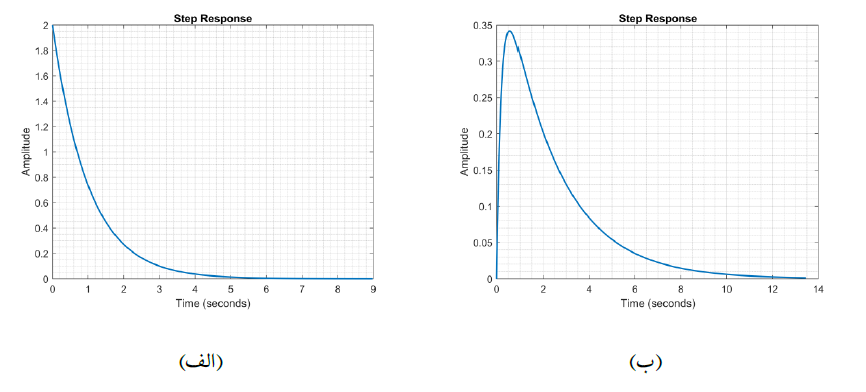 Step Response
Amplitude
2
1.8
1.6
1.4
1.2
1
0.8
0.6
0.4
0.2
0
0 1 2 3 4 5 6 7 8 9
Time (seconds)
(الف)
Step Response
Amplitude
0.35
0.3
0.25
0.2
0.15
0.1
0.05
0
0 2 4 6 8 10 12 14
Time (seconds)
(ب)